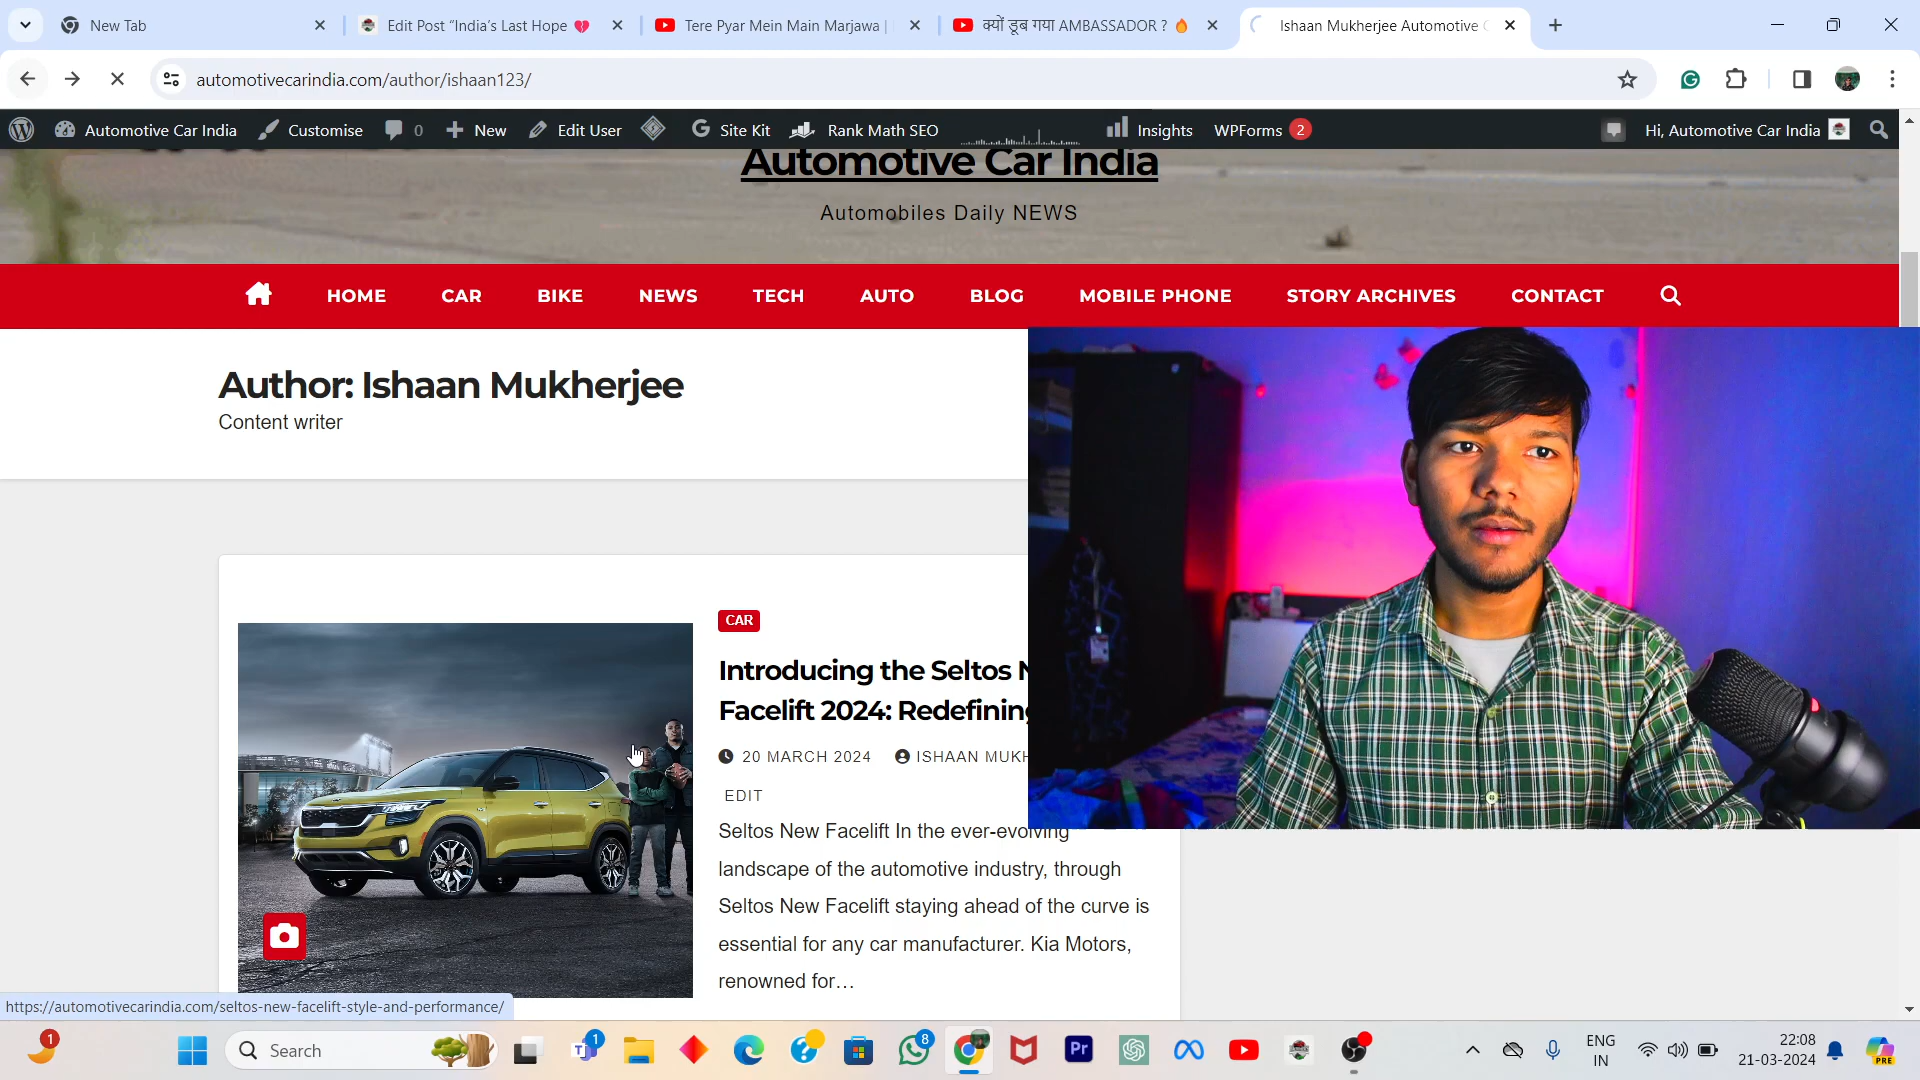 New Tab
Edit Post “India’s Last Hope 💔
Tere Pyar Mein Main Marjawa |
क्यों डूब गया AMBASSADOR ? 🔥
Ishaan Mukherjee Automotive
automotivecarindia.com/author/ishaan123/
Automotive Car India
Customise
0
New
Edit User
Site Kit
Rank Math SEO
Insights
WPForms 2
Hi, Automotive Car India
Automotive Car India
Automobiles Daily NEWS
HOME
CAR
BIKE
NEWS
TECH
AUTO
BLOG
MOBILE PHONE
STORY ARCHIVES
CONTACT
Author: Ishaan Mukherjee
Content writer
CAR
Introducing the Seltos
Facelift 2024: Redefining
20 MARCH 2024
ISHAAN
EDIT
Seltos New Facelift In the ever-evolving
landscape of the automotive industry, through
Seltos New Facelift staying ahead of the curve is
essential for any car manufacturer. Kia Motors,
renowned for…
https://automotivecarindia.com/seltos-new-facelift-style-and-performance/
1
Search
1
8
Pr
ENG
IN
22:08
21-03-2024
PRE